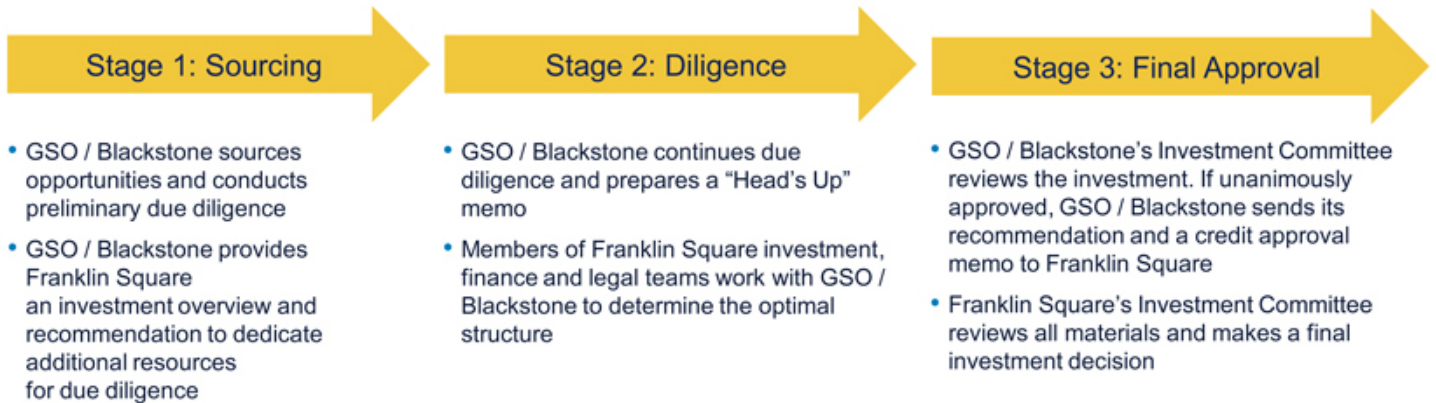 Stage 1: Sourcing
• GSO / Blackstone sources
opportunities and conducts
preliminary due diligence
• GSO / Blackstone provides
Franklin Square
an investment overview and
recommendation to dedicate
additional resources
for due diligence
Stage 2: Diligence
• GSO / Blackstone continues due
diligence and prepares a “Head’s Up”
memo
• Members of Franklin Square investment,
finance and legal teams work with GSO /
Blackstone to determine the optimal
structure
Stage 3: Final Approval
• GSO / Blackstone’s Investment Committee
reviews the investment. If unanimously
approved, GSO / Blackstone sends its
recommendation and a credit approval
memo to Franklin Square
• Franklin Square’s Investment Committee
reviews all materials and makes a final
investment decision